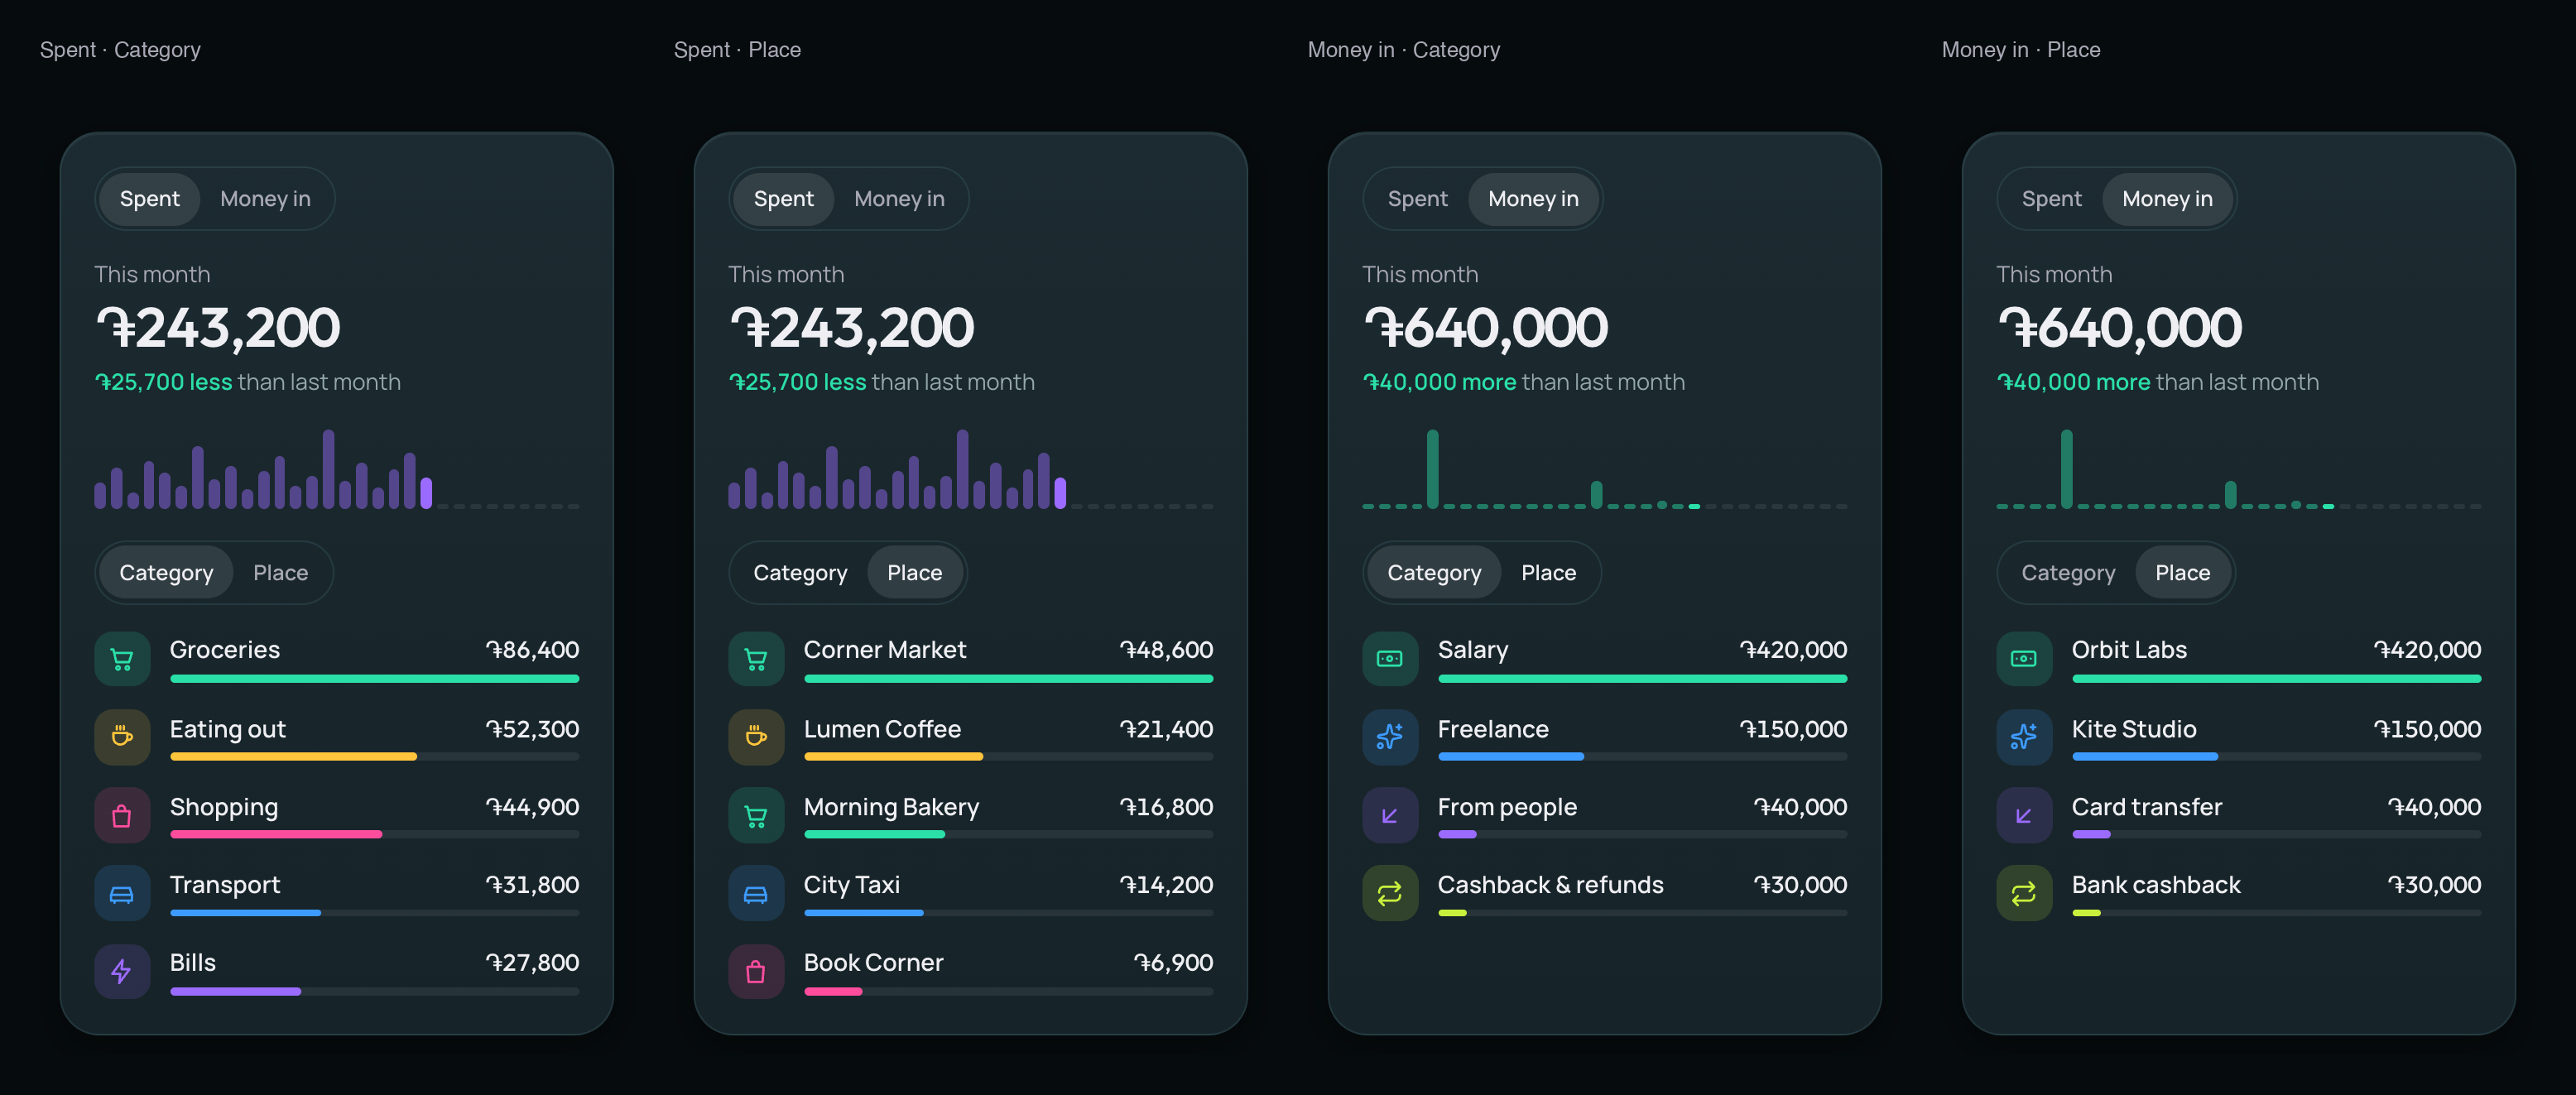 Spent · Category
Spent · Place
Money in · Category
Money in · Place
Spent Money in
This month
֏243,200
֏25,700 less than last month
Category Place
Groceries ֏86,400
Eating out ֏52,300
Shopping ֏44,900
Transport ֏31,800
Bills ֏27,800
Spent Money in
This month
֏243,200
֏25,700 less than last month
Category Place
Corner Market ֏48,600
Lumen Coffee ֏21,400
Morning Bakery ֏16,800
City Taxi ֏14,200
Book Corner ֏6,900
Spent Money in
This month
֏640,000
֏40,000 more than last month
Category Place
Salary ֏420,000
Freelance ֏150,000
From people ֏40,000
Cashback & refunds ֏30,000
Spent Money in
This month
֏640,000
֏40,000 more than last month
Category Place
Orbit Labs ֏420,000
Kite Studio ֏150,000
Card transfer ֏40,000
Bank cashback ֏30,000